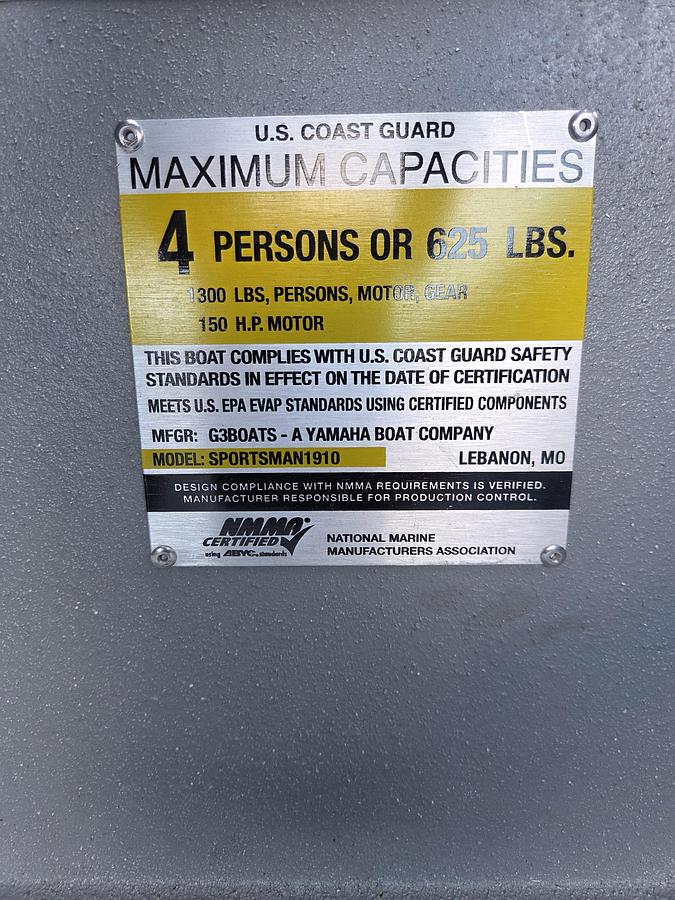 U.S. COAST GUARD
MAXIMUM CAPACITIES
4 PERSONS OR 625 LBS.
1300 LBS, PERSONS, MOTOR, GEAR
150 H.P. MOTOR
THIS BOAT COMPLIES WITH U.S. COAST GUARD SAFETY
STANDARDS IN EFFECT ON THE DATE OF CERTIFICATION
MEETS U.S. EPA EVAP STANDARDS USING CERTIFIED COMPONENTS
MFGR: G3BOATS - A YAMAHA BOAT COMPANY
MODEL: SPORTSMAN1910 LEBANON, MO
DESIGN COMPLIANCE WITH NMMA REQUIREMENTS IS VERIFIED.
MANUFACTURER RESPONSIBLE FOR PRODUCTION CONTROL.
NMMA
CERTIFIED
using ABYC standards
NATIONAL MARINE
MANUFACTURERS ASSOCIATION